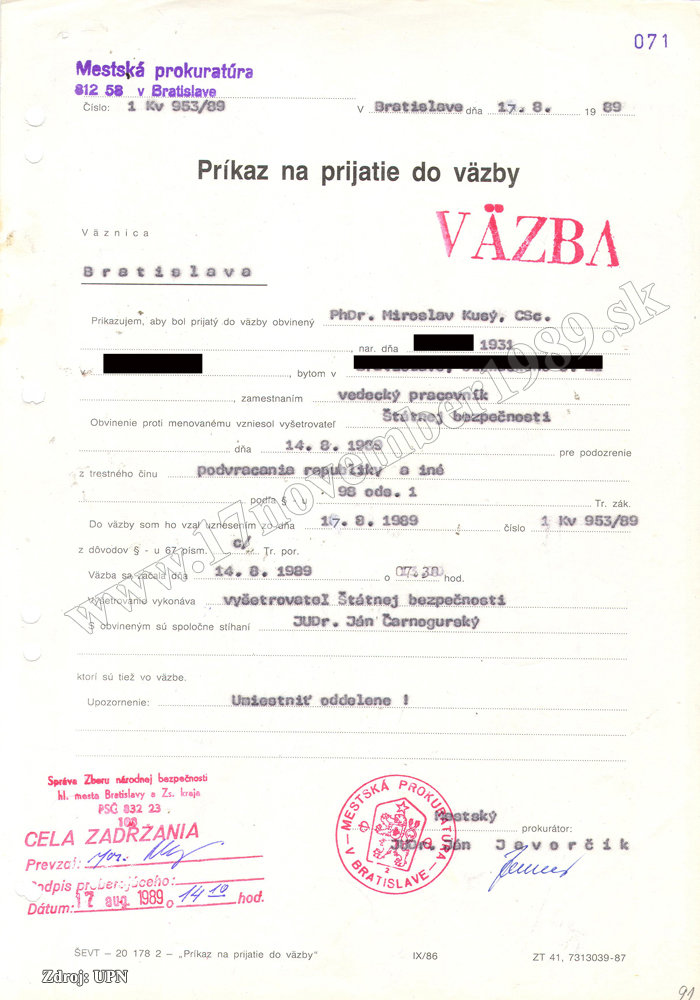 071
Mestská prokuratúra
812 58 v Bratislave
Číslo: 1 Kv 953/89 V Bratislave dňa 17. 8. 19 89
Príkaz na prijatie do väzby
VÄZBA
Väznica
Bratislava
Prikazujem, aby bol prijatý do väzby obvinený PhDr. Miroslav Kusý, CSc.
nar. dňa 1931
v bytom v
, zamestnaním vedecký pracovník
Obvinenie proti menovanému vzniesol vyšetrovateľ Štátnej bezpečnosti
dňa 14. 8. 1989 pre podozrenie
z trestného činu podvracania republiky a iné
podľa § - u 98 ods. 1 Tr. zák.
Do väzby som ho vzal uznesením zo dňa 17. 8. 1989 číslo 1 Kv 953/89
z dôvodov § - u 67 písm. c/ Tr. por.
Väzba sa začala dňa 14. 8. 1989 o hod.
Vyšetrovanie vykonáva vyšetrovateľ Štátnej bezpečnosti
S obvineným sú spoločne stíhaní JUDr. Ján Čarnogurský
ktorí sú tiež vo väzbe.
Upozornenie: Umiestniť oddelene !
www.17november1989.sk
Správa Zboru národnej bezpečnosti
hl. mesta Bratislavy a Zs. kraja
PSČ 832 23
100
CELA ZADRŽANIA
Prevzal:
Podpis preberajúceho:
Dátum: 17 aug. 1989 o 14 10 hod.
MESTSKÁ PROKURATÚRA
V BRATISLAVE
2
Mestský
prokurátor:
JUDr. Ján Javorčík
ŠEVT – 20 178 2 – „Príkaz na prijatie do väzby“ IX/86 ZT 41, 7313039-87
Zdroj: UPN
91